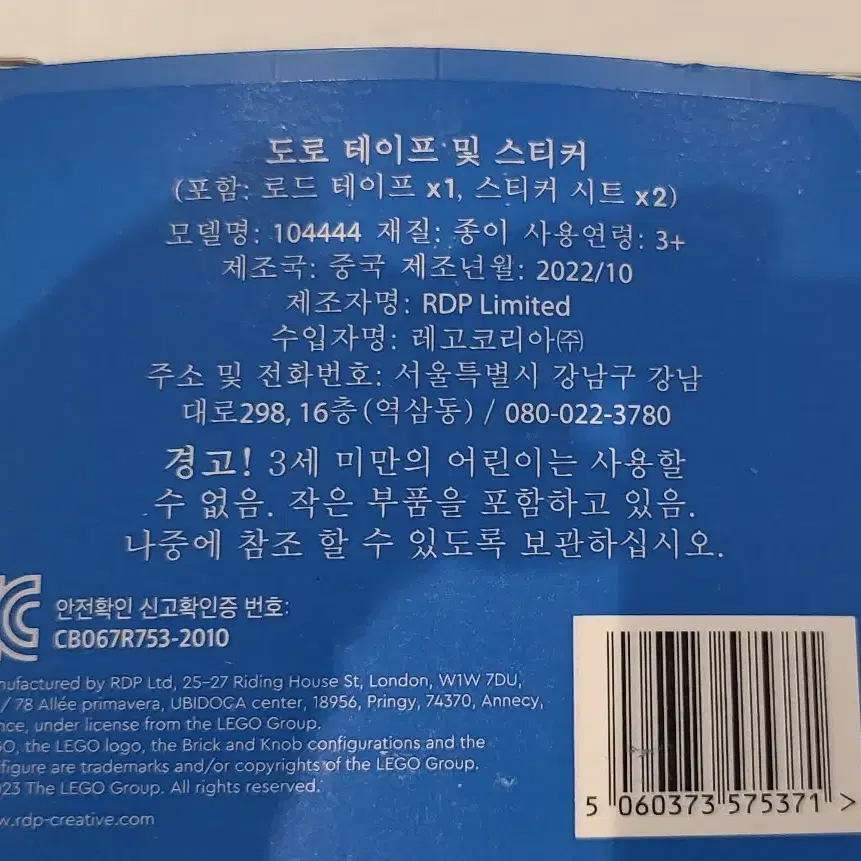 도로 테이프 및 스티커
(포함: 로드 테이프 x1, 스티커 시트 x2)
모델명: 104444 재질: 종이 사용연령: 3+
제조국: 중국 제조년월: 2022/10
제조자명: RDP Limited
수입자명: 레고코리아㈜
주소 및 전화번호: 서울특별시 강남구 강남
대로298, 16층(역삼동) / 080-022-3780
경고! 3세 미만의 어린이는 사용할
수 없음. 작은 부품을 포함하고 있음.
나중에 참조 할 수 있도록 보관하십시오.
안전확인 신고확인증 번호:
CB067R753-2010
by RDP Ltd, 25-27 Riding House St, London, W1W 7DU,
/ 78 Allée primavera, UBIDOCA center, 18956, Pringy, 74370, Annecy,
under license from the LEGO Group.
the LEGO logo, the Brick and Knob configurations and the
figure are trademarks and/or copyrights of the LEGO Group.
The LEGO Group. All rights reserved.
.rdp-creative.com
5 060373 575371 >